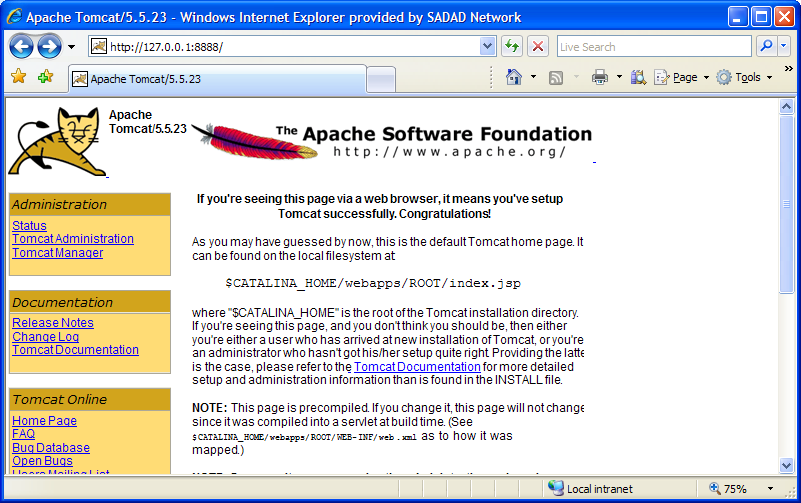 Apache Tomcat/5.5.23 - Windows Internet Explorer provided by SADAD Network
http://127.0.0.1:8888/
Live Search
Apache Tomcat/5.5.23
Page
Tools
Apache
Tomcat/5.5.23
The Apache Software Foundation
http://www.apache.org/
Administration
Status
Tomcat Administration
Tomcat Manager
Documentation
Release Notes
Change Log
Tomcat Documentation
Tomcat Online
Home Page
FAQ
Bug Database
Open Bugs
Users Mailing List
If you're seeing this page via a web browser, it means you've setup
Tomcat successfully. Congratulations!
As you may have guessed by now, this is the default Tomcat home page. It
can be found on the local filesystem at:
$CATALINA_HOME/webapps/ROOT/index.jsp
where "$CATALINA_HOME" is the root of the Tomcat installation directory.
If you're seeing this page, and you don't think you should be, then either
you're either a user who has arrived at new installation of Tomcat, or you're
an administrator who hasn't got his/her setup quite right. Providing the latte
is the case, please refer to the Tomcat Documentation for more detailed
setup and administration information than is found in the INSTALL file.
NOTE: This page is precompiled. If you change it, this page will not change
since it was compiled into a servlet at build time. (See
$CATALINA_HOME/webapps/ROOT/WEB-INF/web.xml as to how it was
mapped.)
Local intranet
75%